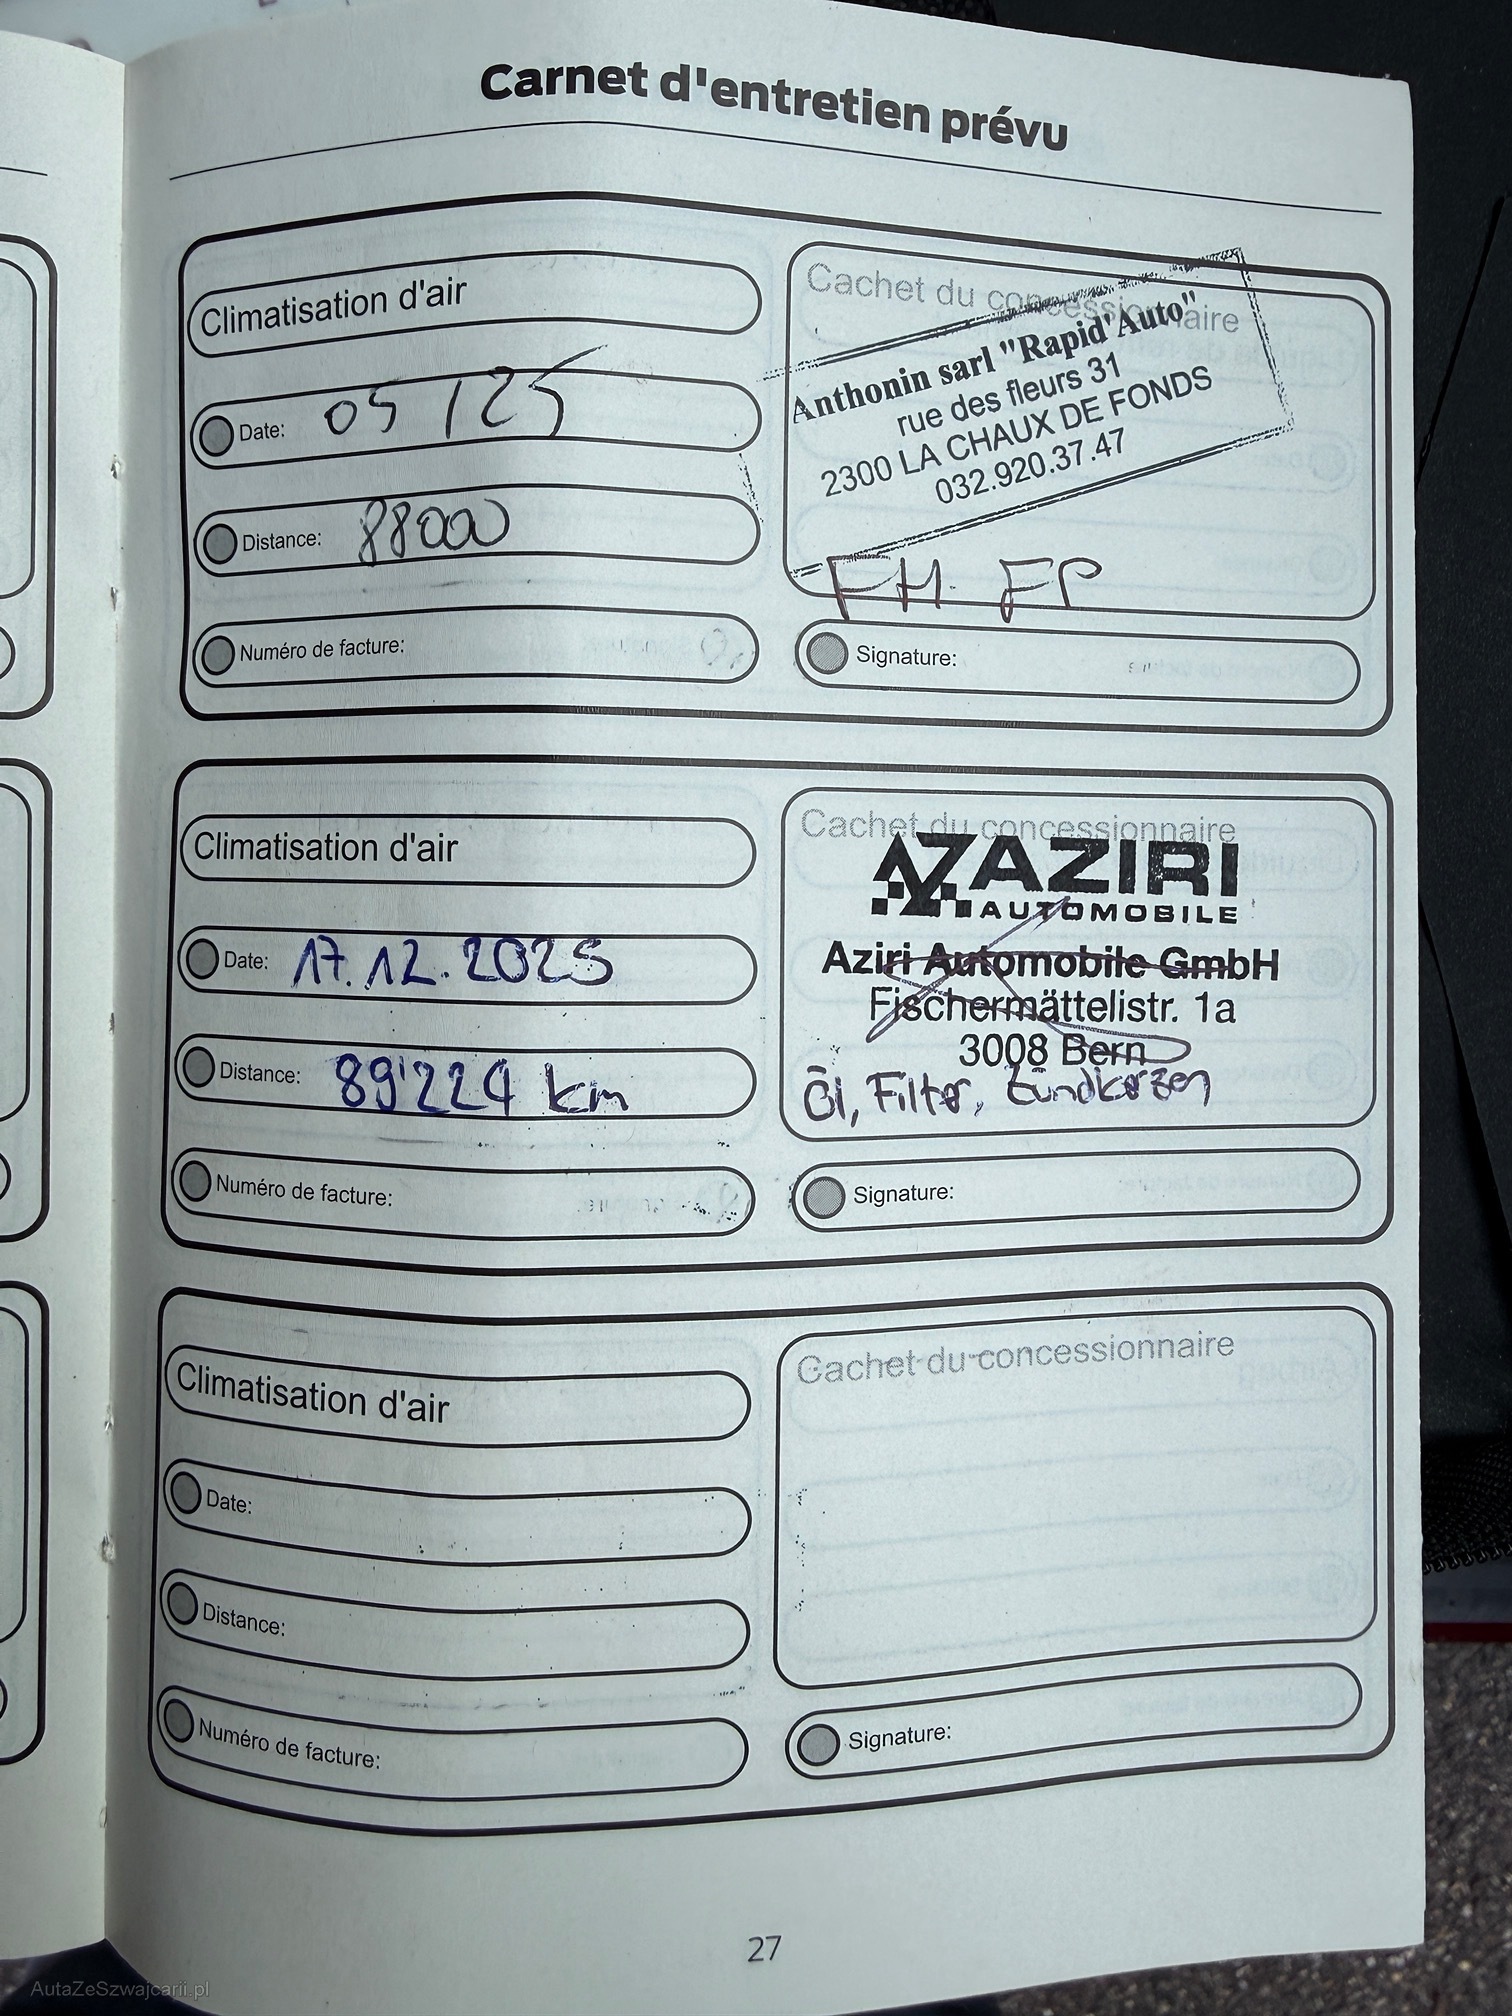 Carnet d'entretien prévu
Climatisation d'air
Date: 05/25
Distance: 88000
Numéro de facture:
Cachet du concessionnaire
Anthonin sarl "Rapid'Auto"
rue des fleurs 31
2300 LA CHAUX DE FONDS
032.920.37.47
FH. FP
Signature:
Climatisation d'air
Date: 17.12.2025
Distance: 89'224 km
Numéro de facture:
Cachet du concessionnaire
AZIRI
AUTOMOBILE
Aziri Automobile GmbH
Fischermättelistr. 1a
3008 Bern
Öl, Filter, Zündkerzen
Signature:
Climatisation d'air
Date:
Distance:
Numéro de facture:
Cachet du concessionnaire
Signature:
27
AutaZeSzwajcarii.pl